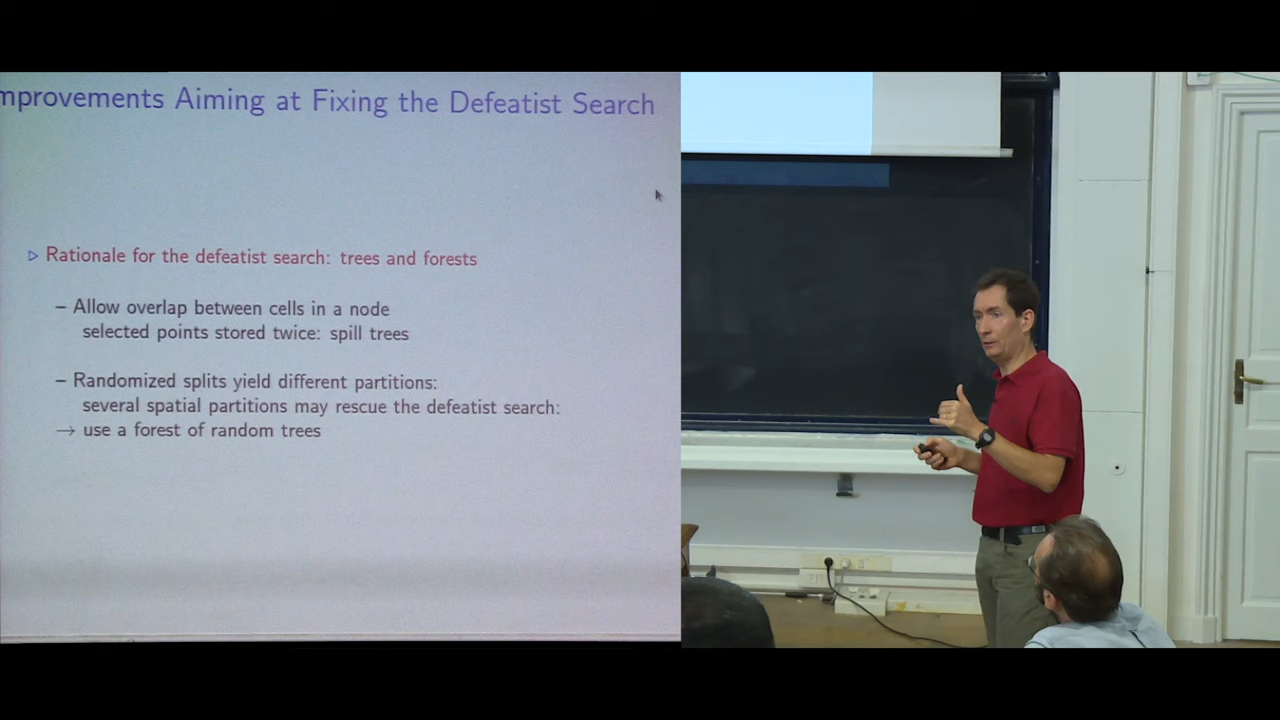 mprovements Aiming at Fixing the Defeatist Search
▷ Rationale for the defeatist search: trees and forests
– Allow overlap between cells in a node
selected points stored twice: spill trees
– Randomized splits yield different partitions:
several spatial partitions may rescue the defeatist search:
→ use a forest of random trees